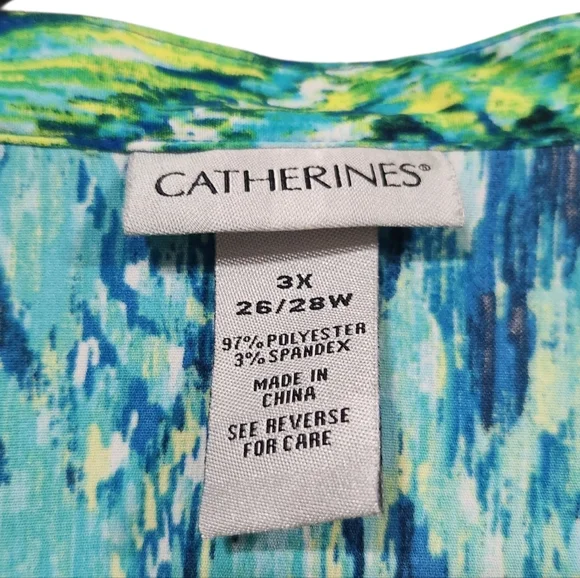 CATHERINES®
3X
26/28W
97% POLYESTER
3% SPANDEX
MADE IN
CHINA
SEE REVERSE
FOR CARE